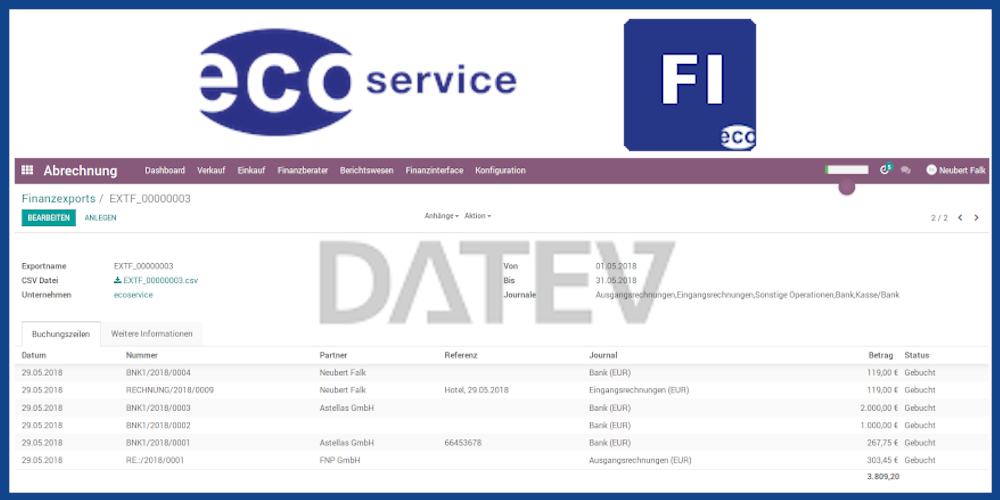 eco service
FI
eco
Abrechnung Dashboard Verkauf Einkauf Finanzberater Berichtswesen Finanzinterface Konfiguration 5 Neubert Falk
Finanzexports / EXTF_00000003
BEARBEITEN ANLEGEN Anhänge Aktion 2 / 2
DATEV
Exportname EXTF_00000003 Von 01.05.2018
CSV Datei EXTF_00000003.csv Bis 31.05.2018
Unternehmen ecoservice Journale Ausgangsrechnungen,Eingangsrechnungen,Sonstige Operationen,Bank,Kasse/Bank
Buchungszeilen Weitere Informationen
Datum Nummer Partner Referenz Journal Betrag Status
29.05.2018 BNK1/2018/0004 Neubert Falk Bank (EUR) 119,00 € Gebucht
29.05.2018 RECHNUNG/2018/0009 Neubert Falk Hotel, 29.05.2018 Eingangsrechnungen (EUR) 119,00 € Gebucht
29.05.2018 BNK1/2018/0003 Astellas GmbH Bank (EUR) 2.000,00 € Gebucht
29.05.2018 BNK1/2018/0002 Bank (EUR) 1.000,00 € Gebucht
29.05.2018 BNK1/2018/0001 Astellas GmbH 66453678 Bank (EUR) 267,75 € Gebucht
29.05.2018 RE.:/2018/0001 FNP GmbH Ausgangsrechnungen (EUR) 303,45 € Gebucht
3.809,20